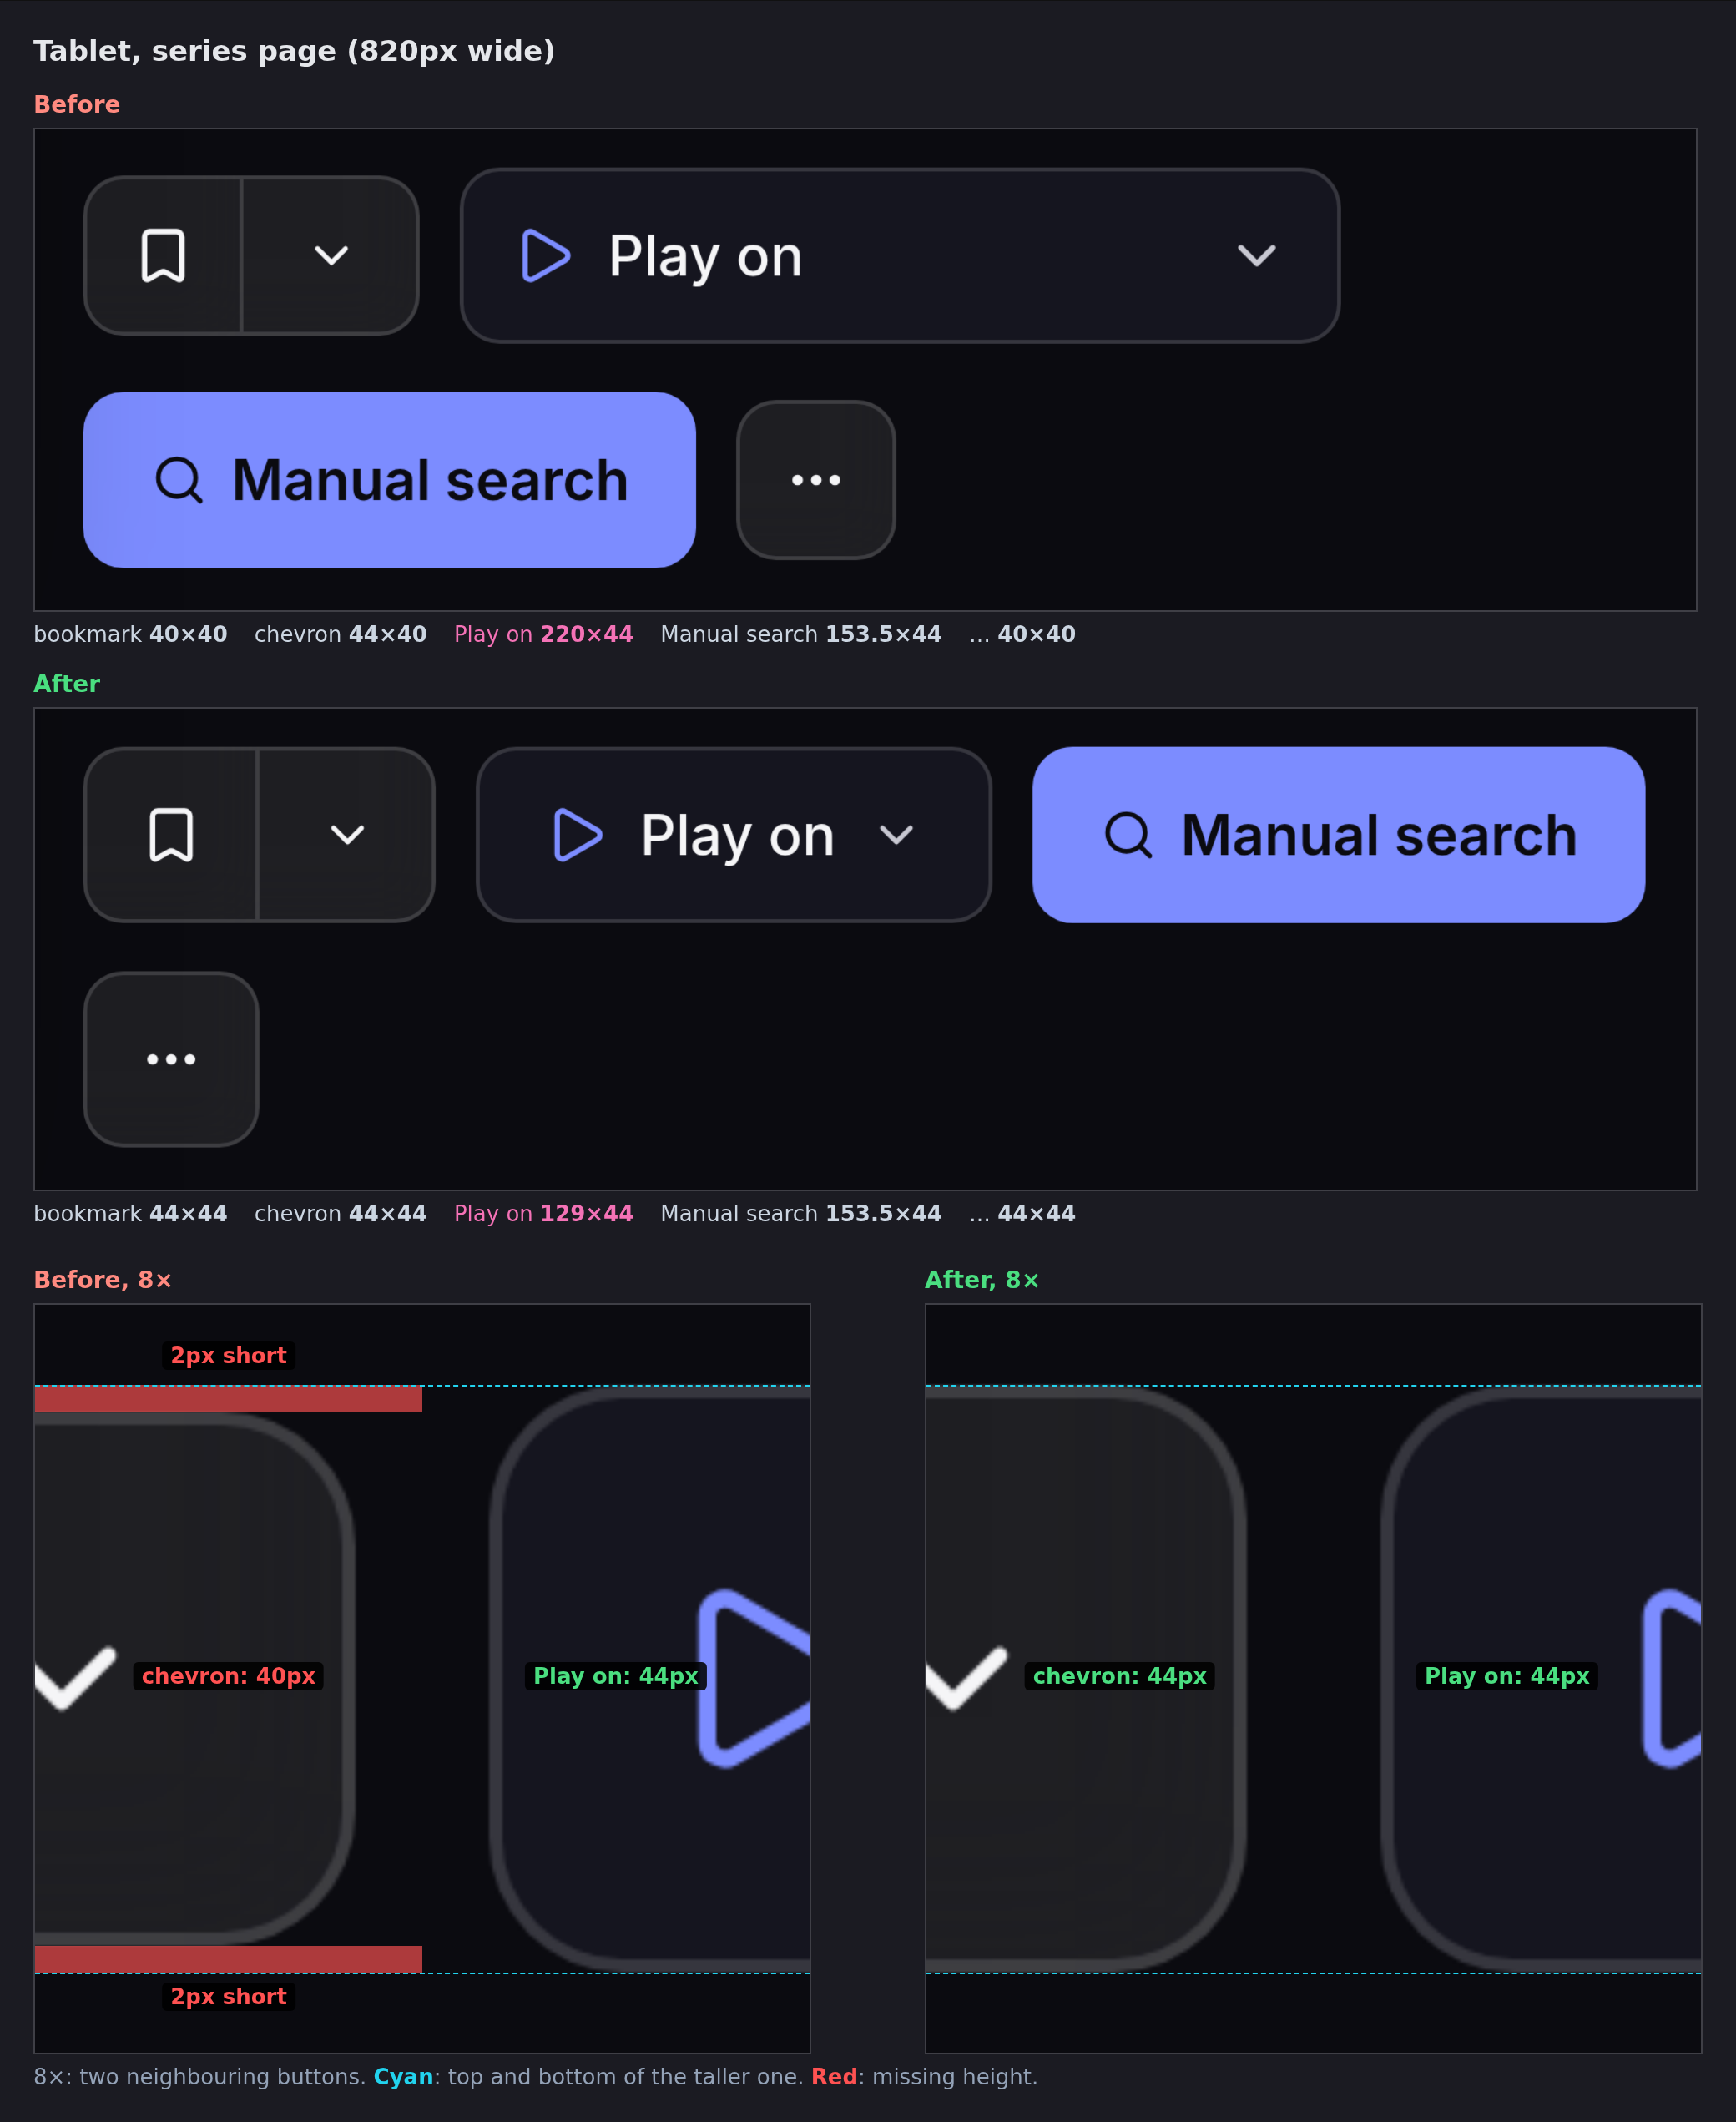 Tablet, series page (820px wide)
Before
Play on
Manual search
bookmark 40×40 chevron 44×40 Play on 220×44 Manual search 153.5×44 … 40×40
After
Play on Manual search
bookmark 44×44 chevron 44×44 Play on 129×44 Manual search 153.5×44 … 44×44
Before, 8×
2px short
chevron: 40px Play on: 44px
2px short
After, 8×
chevron: 44px Play on: 44px
8×: two neighbouring buttons. Cyan: top and bottom of the taller one. Red: missing height.